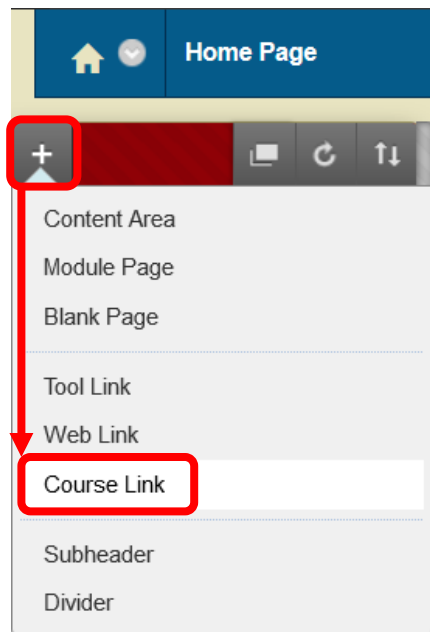 Home Page
+
Content Area
Module Page
Blank Page
Tool Link
Web Link
Course Link
Subheader
Divider